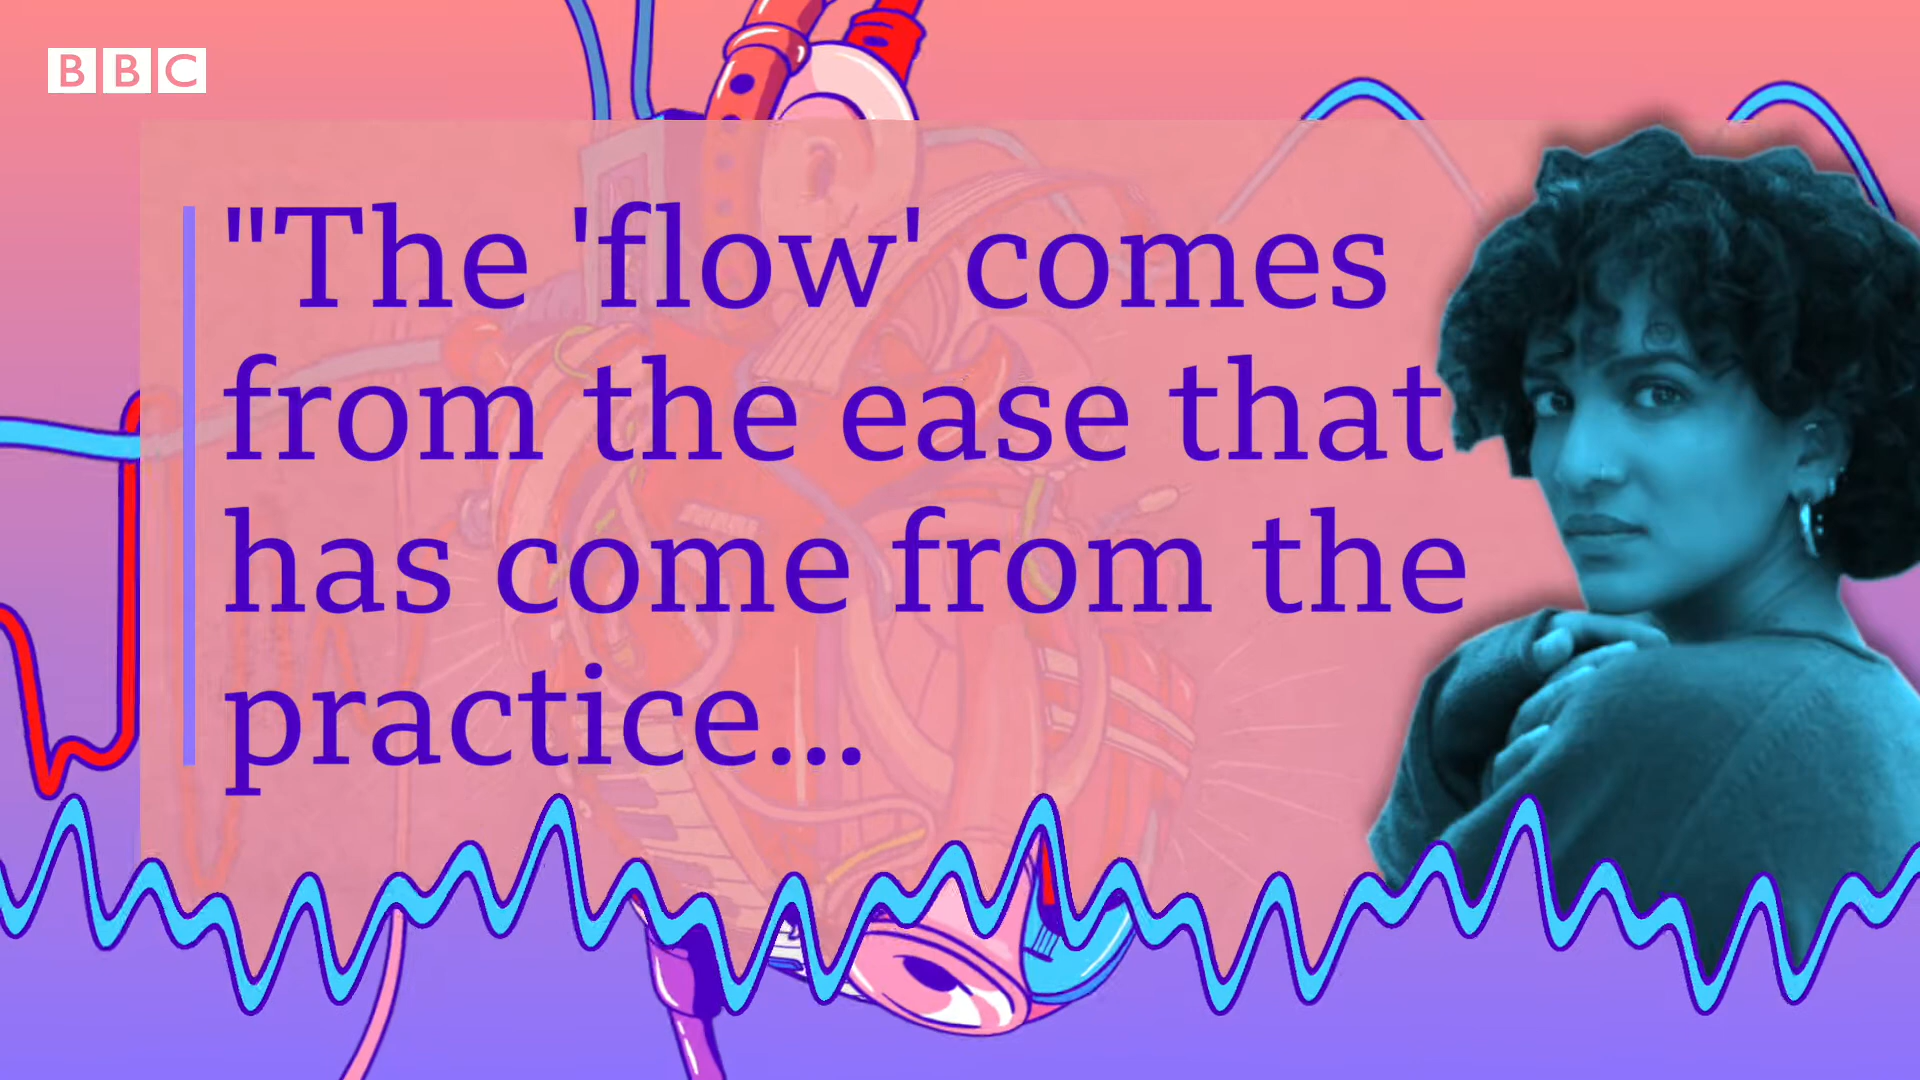 BBC
"The 'flow' comes
from the ease that
has come from the
practice...